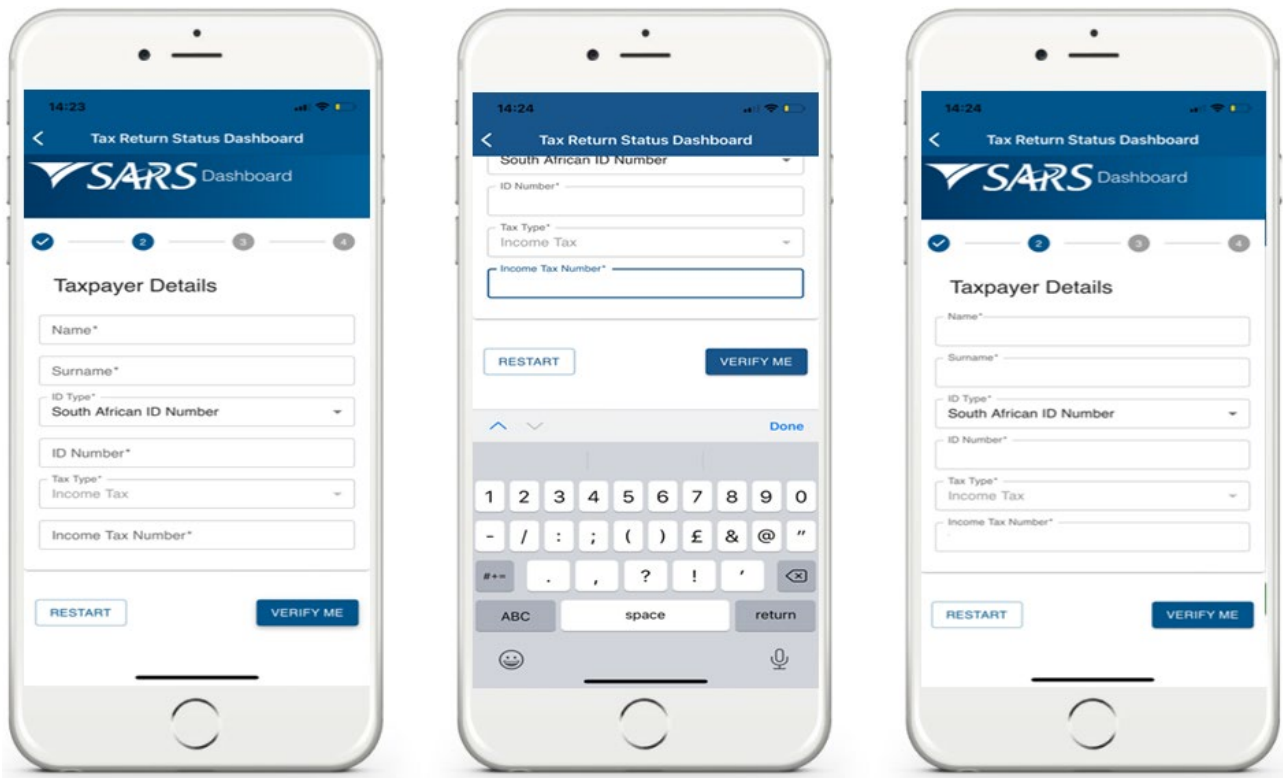 14:23
Tax Return Status Dashboard
SARS Dashboard
2 3 4
Taxpayer Details
Name*
Surname*
ID Type*
South African ID Number
ID Number*
Tax Type*
Income Tax
Income Tax Number*
RESTART VERIFY ME
14:24
Tax Return Status Dashboard
South African ID Number
ID Number*
Tax Type*
Income Tax
Income Tax Number*
RESTART VERIFY ME
Done
1 2 3 4 5 6 7 8 9 0
- / : ; ( ) £ & @ "
#+= . , ? ! '
ABC space return
14:24
Tax Return Status Dashboard
SARS Dashboard
2 3 4
Taxpayer Details
Name*
Surname*
ID Type*
South African ID Number
ID Number*
Tax Type*
Income Tax
Income Tax Number*
RESTART VERIFY ME